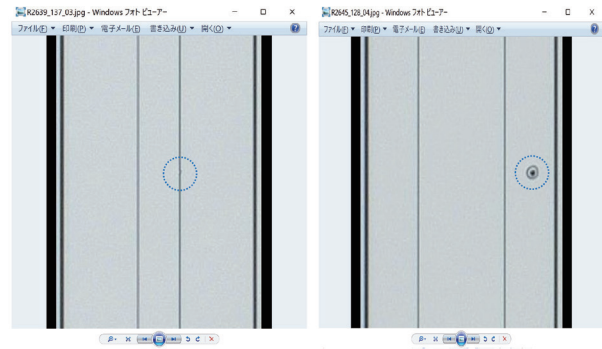 R2639_137_03.jpg - Windows フォト ビューアー
ファイル(F) 印刷(P) 電子メール(E) 書き込み(U) 開く(O)
R2645_128_04.jpg - Windows フォト ビューアー
ファイル(F) 印刷(P) 電子メール(E) 書き込み(U) 開く(O)